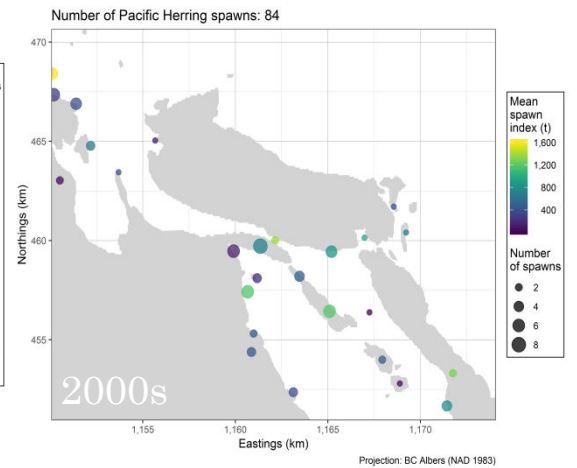 Number of Pacific Herring spawns: 84
470
465
460
455
Northings (km)
2000s
1,155
1,160
1,165
1,170
Eastings (km)
Projection: BC Albers (NAD 1983)
Mean
spawn
index (t)
1,600
1,200
800
400
Number
of spawns
2
4
6
8